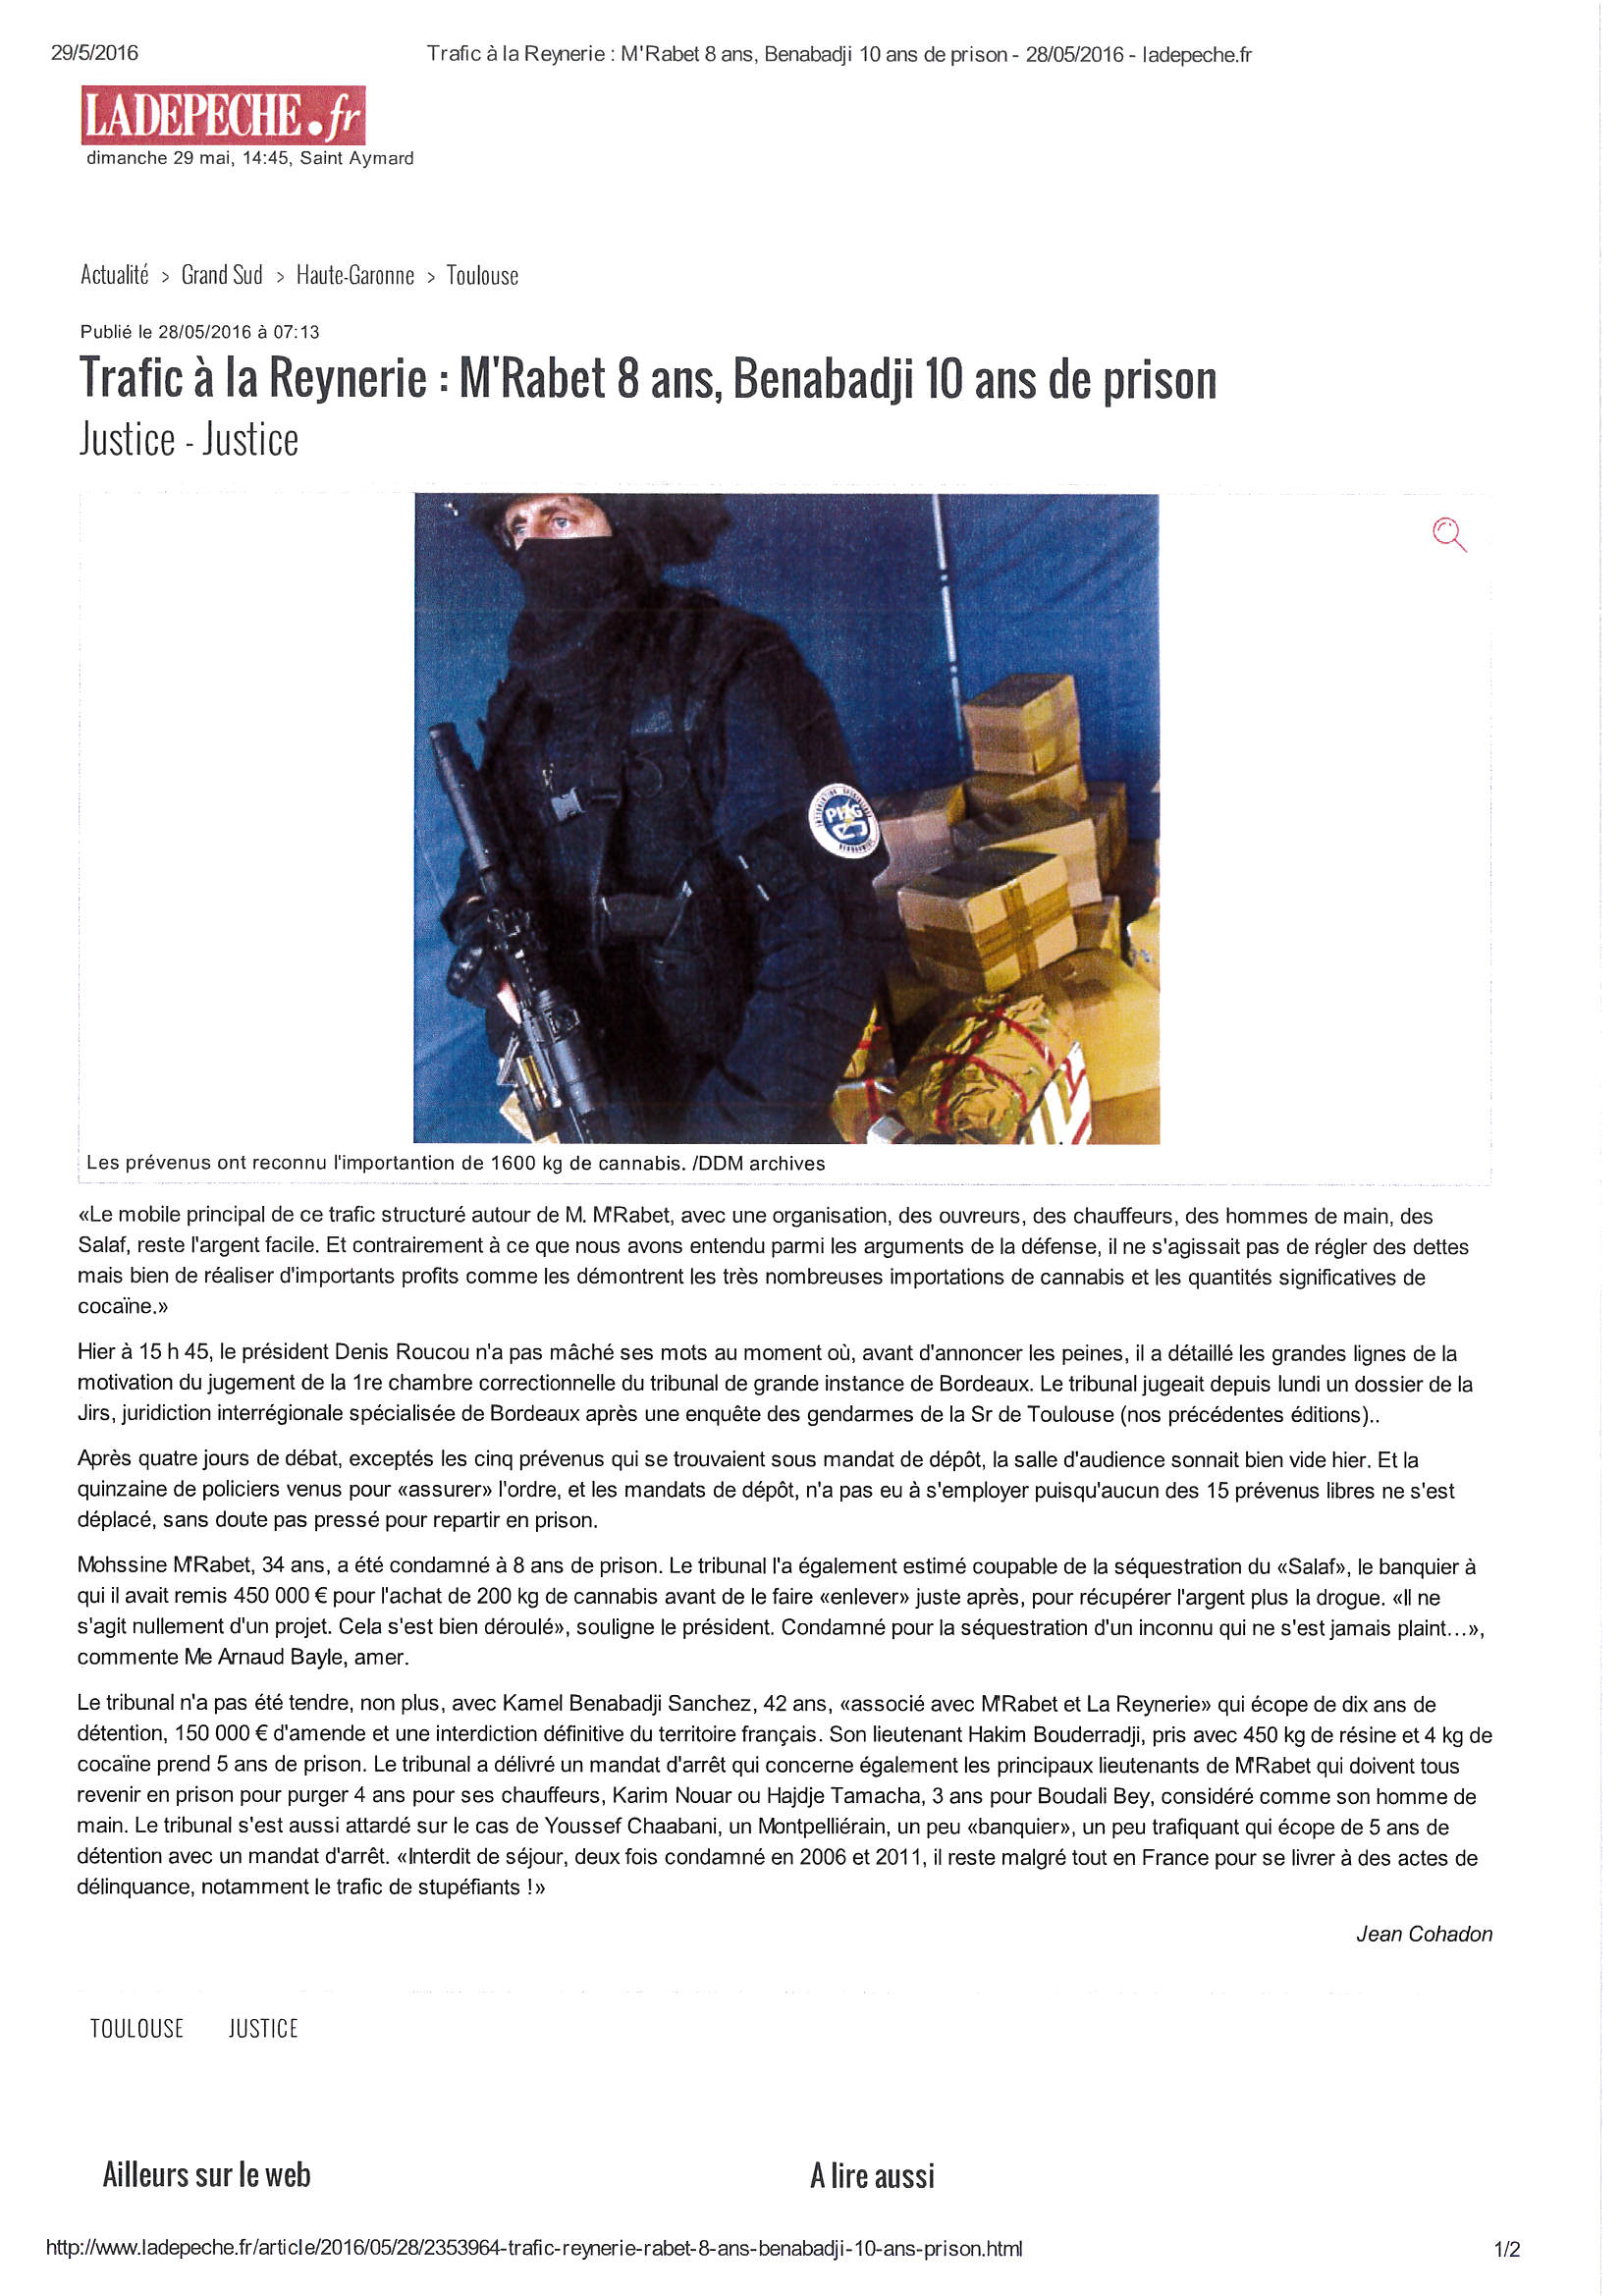 29/5/2016
Trafic à la Reynerie : M'Rabet 8 ans, Benabadji 10 ans de prison - 28/05/2016 - ladepeche.fr
LADEPECHE.fr
dimanche 29 mai, 14:45, Saint Aymard
Actualité > Grand Sud > Haute-Garonne > Toulouse
Publié le 28/05/2016 à 07:13
Trafic à la Reynerie : M'Rabet 8 ans, Benabadji 10 ans de prison
Justice - Justice
GENDARMERIE
Les prévenus ont reconnu l'importantion de 1600 kg de cannabis. /DDM archives
«Le mobile principal de ce trafic structuré autour de M. M'Rabet, avec une organisation, des ouvreurs, des chauffeurs, des hommes de main, des
Salaf, reste l'argent facile. Et contrairement à ce que nous avons entendu parmi les arguments de la défense, il ne s'agissait pas de régler des dettes
mais bien de réaliser d'importants profits comme les démontrent les très nombreuses importations de cannabis et les quantités significatives de
cocaïne.»
Hier à 15 h 45, le président Denis Roucou n'a pas mâché ses mots au moment où, avant d'annoncer les peines, il a détaillé les grandes lignes de la
motivation du jugement de la 1re chambre correctionnelle du tribunal de grande instance de Bordeaux. Le tribunal jugeait depuis lundi un dossier de la
Jirs, juridiction interrégionale spécialisée de Bordeaux après une enquête des gendarmes de la Sr de Toulouse (nos précédentes éditions)..
Après quatre jours de débat, exceptés les cinq prévenus qui se trouvaient sous mandat de dépôt, la salle d'audience sonnait bien vide hier. Et la
quinzaine de policiers venus pour «assurer» l'ordre, et les mandats de dépôt, n'a pas eu à s'employer puisqu'aucun des 15 prévenus libres ne s'est
déplacé, sans doute pas pressé pour repartir en prison.
Mohssine M'Rabet, 34 ans, a été condamné à 8 ans de prison. Le tribunal l'a également estimé coupable de la séquestration du «Salaf», le banquier à
qui il avait remis 450 000 € pour l'achat de 200 kg de cannabis avant de le faire «enlever» juste après, pour récupérer l'argent plus la drogue. «Il ne
s'agit nullement d'un projet. Cela s'est bien déroulé», souligne le président. Condamné pour la séquestration d'un inconnu qui ne s'est jamais plaint…»,
commente Me Arnaud Bayle, amer.
Le tribunal n'a pas été tendre, non plus, avec Kamel Benabadji Sanchez, 42 ans, «associé avec M'Rabet et La Reynerie» qui écope de dix ans de
détention, 150 000 € d'amende et une interdiction définitive du territoire français. Son lieutenant Hakim Bouderradji, pris avec 450 kg de résine et 4 kg de
cocaïne prend 5 ans de prison. Le tribunal a délivré un mandat d'arrêt qui concerne également les principaux lieutenants de M'Rabet qui doivent tous
revenir en prison pour purger 4 ans pour ses chauffeurs, Karim Nouar ou Hajdje Tamacha, 3 ans pour Boudali Bey, considéré comme son homme de
main. Le tribunal s'est aussi attardé sur le cas de Youssef Chaabani, un Montpelliérain, un peu «banquier», un peu trafiquant qui écope de 5 ans de
détention avec un mandat d'arrêt. «Interdit de séjour, deux fois condamné en 2006 et 2011, il reste malgré tout en France pour se livrer à des actes de
délinquance, notamment le trafic de stupéfiants !»
Jean Cohadon
TOULOUSE JUSTICE
Ailleurs sur le web
A lire aussi
http://www.ladepeche.fr/article/2016/05/28/2353964-trafic-reynerie-rabet-8-ans-benabadji-10-ans-prison.html
1/2